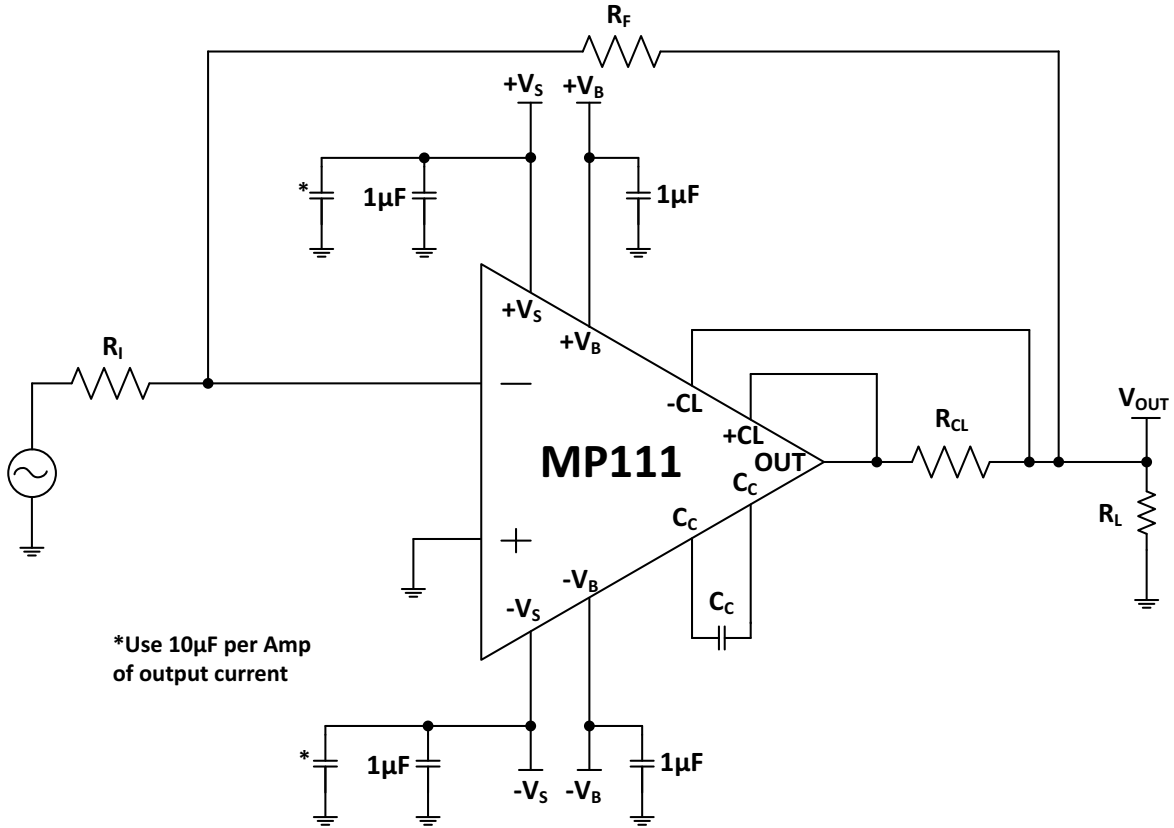 R_F
+V_S +V_B
* 1µF 1µF
+V_S
+V_B
R_I
-CL
+CL
R_CL
V_OUT
MP111
OUT
C_C
C_C
R_L
-V_B
-V_S
C_C
*Use 10µF per Amp
of output current
* 1µF 1µF
-V_S -V_B